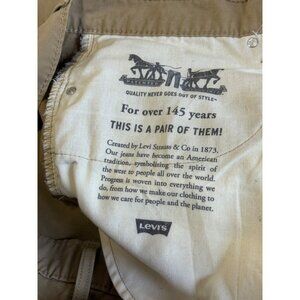 QUALITY NEVER GOES OUT OF STYLE™
For over 145 years
THIS IS A PAIR OF THEM!
Created by Levi Strauss & Co in 1873.
Our jeans have become an American
tradition, symbolizing the spirit of
the west to people all over the world.
Progress is woven into everything we
do, from how we make our clothing to
how we care for people and the planet.
LEVI'S